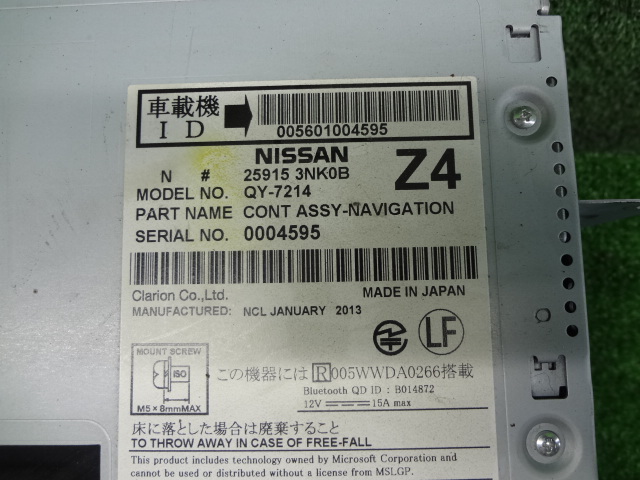 車載機
ID
005601004595
NISSAN
N # 25915 3NK0B
Z4
MODEL NO. QY-7214
PART NAME CONT ASSY-NAVIGATION
SERIAL NO. 0004595
Clarion Co.,Ltd. MADE IN JAPAN
MANUFACTURED: NCL JANUARY 2013
LF
MOUNT SCREW
ISO
M5×8mmMAX
この機器には R005WWDA0266搭載
Bluetooth QD ID : B014872
12V 15A max
床に落とした場合は廃棄すること
TO THROW AWAY IN CASE OF FREE-FALL
This product includes technology owned by Microsoft Corporation and
cannot be used or distributed without a license from MSLGP.